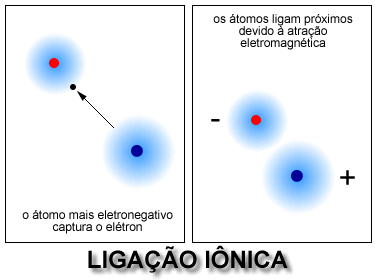 o átomo mais eletronegativo
captura o elétron
os átomos ligam próximos
devido à atração
eletromagnética
-
+
LIGAÇÃO IÔNICA